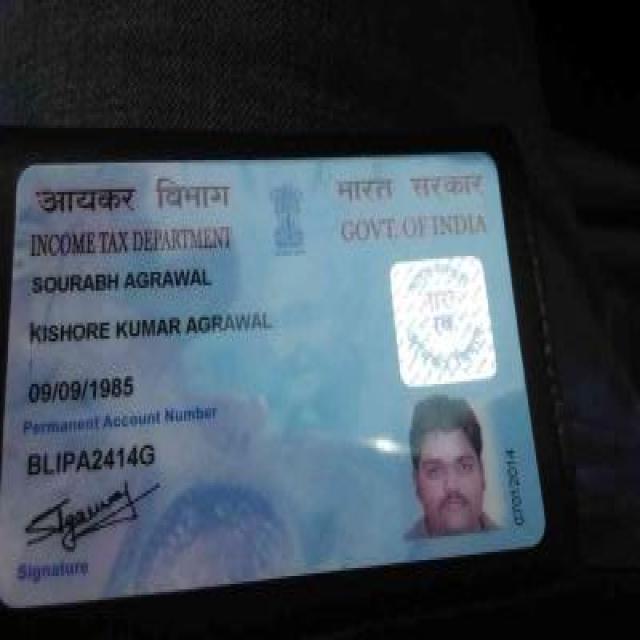 आयकर विभाग
INCOME TAX DEPARTMENT
भारत सरकार
GOVT. OF INDIA
SOURABH AGRAWAL
KISHORE KUMAR AGRAWAL
09/09/1985
Permanent Account Number
BLIPA2414G
Signature